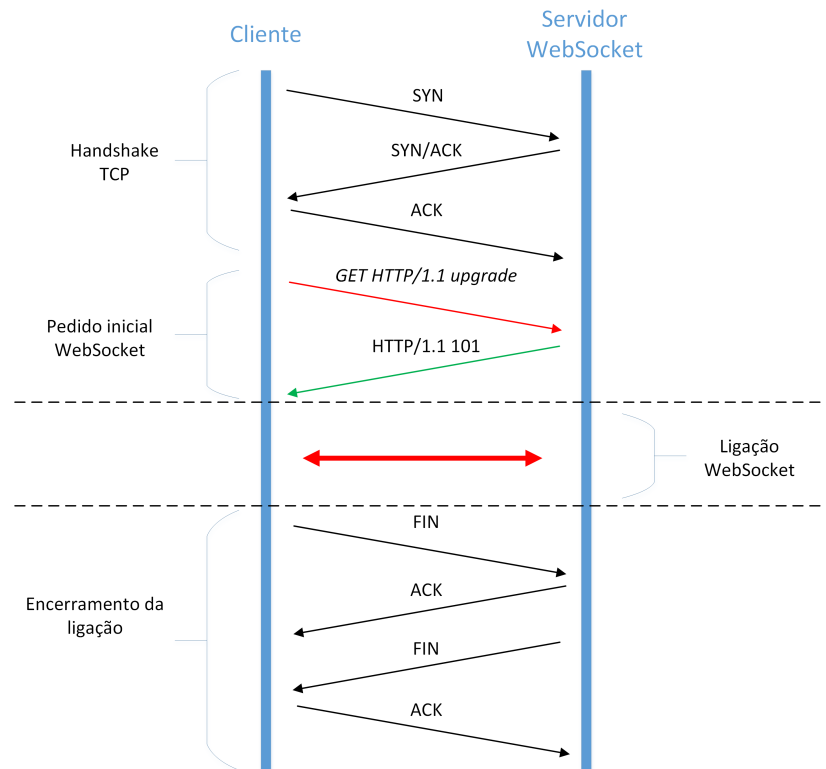 Cliente
Servidor
WebSocket
SYN
SYN/ACK
Handshake
TCP
ACK
GET HTTP/1.1 upgrade
Pedido inicial
WebSocket
HTTP/1.1 101
Ligação
WebSocket
FIN
ACK
Encerramento da
ligação
FIN
ACK